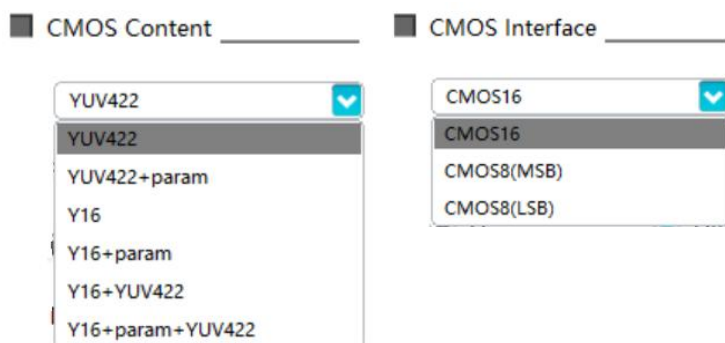 CMOS Content
YUV422
YUV422
YUV422+param
Y16
Y16+param
Y16+YUV422
Y16+param+YUV422
CMOS Interface
CMOS16
CMOS16
CMOS8(MSB)
CMOS8(LSB)